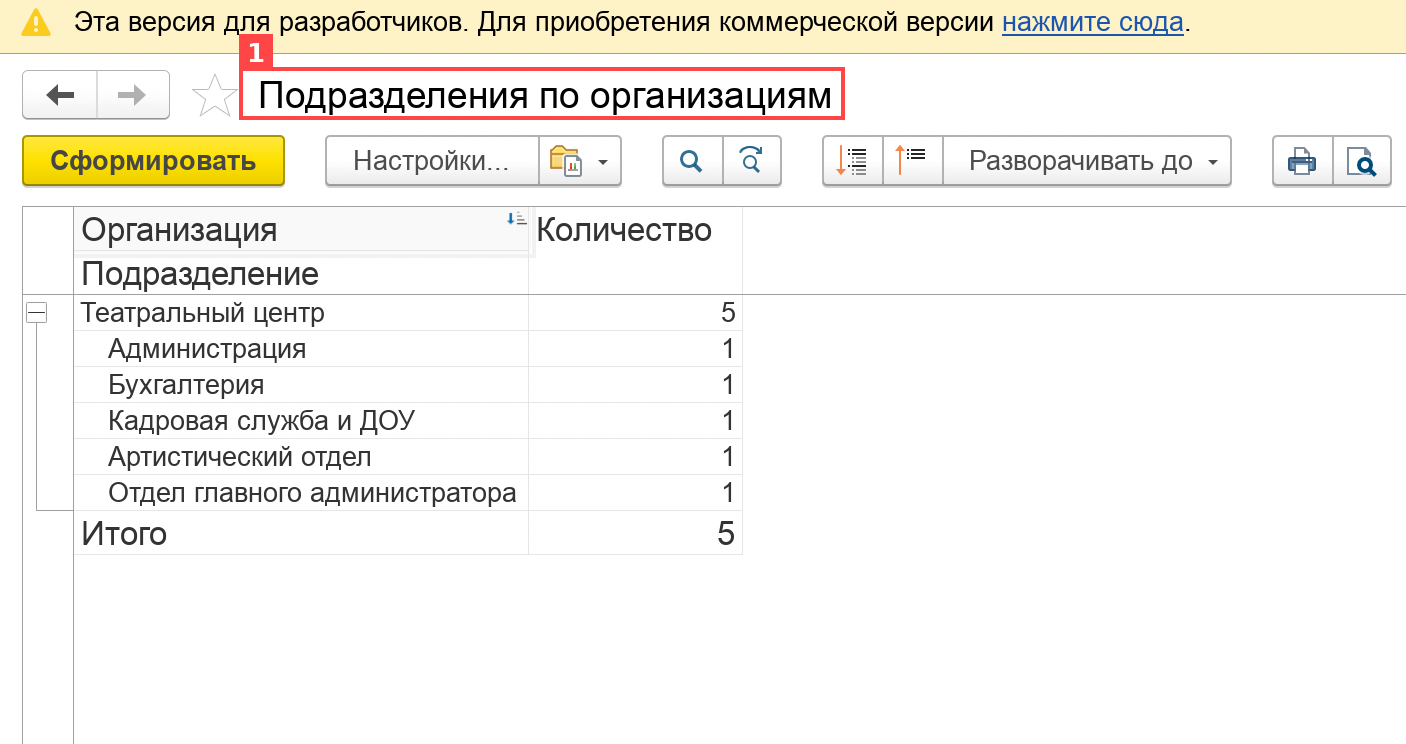 Эта версия для разработчиков. Для приобретения коммерческой версии нажмите сюда.
1
Подразделения по организациям
Сформировать Настройки... Разворачивать до
Организация Количество
Подразделение
Театральный центр 5
Администрация 1
Бухгалтерия 1
Кадровая служба и ДОУ 1
Артистический отдел 1
Отдел главного администратора 1
Итого 5